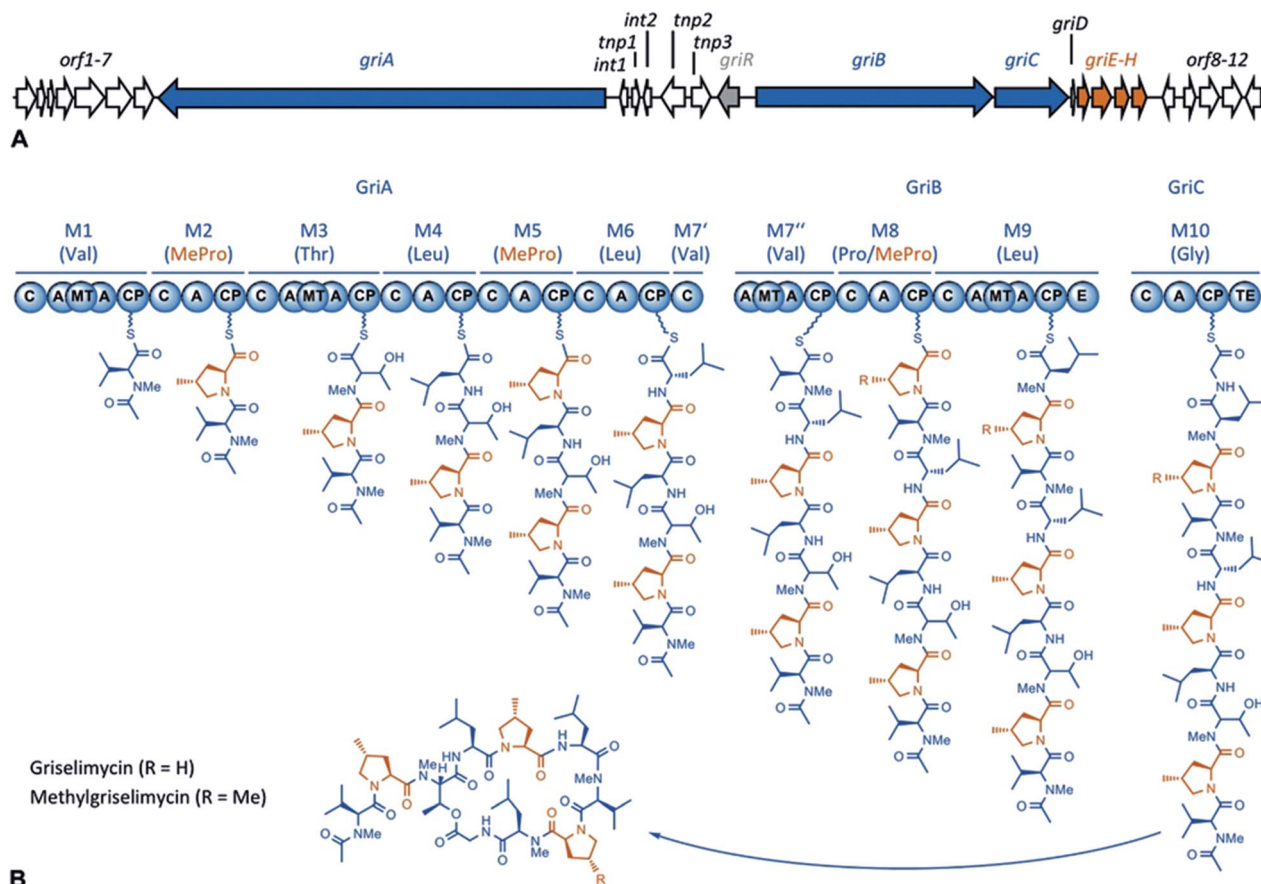 orf1-7
griA
int1
tnp1
int2
tnp2
tnp3
griR
griB
griC
griD
griE-H
orf8-12
A
GriA
GriB
GriC
M1 M2 M3 M4 M5 M6 M7′ M7″ M8 M9 M10
(Val) (MePro) (Thr) (Leu) (MePro) (Leu) (Val) (Val) (Pro/MePro) (Leu) (Gly)
C A MT A CP C A CP C A MT A CP C A CP C A CP C A CP C A MT A CP C A CP C A MT A CP E C A CP TE
Griselimycin (R = H)
Methylgriselimycin (R = Me)
B